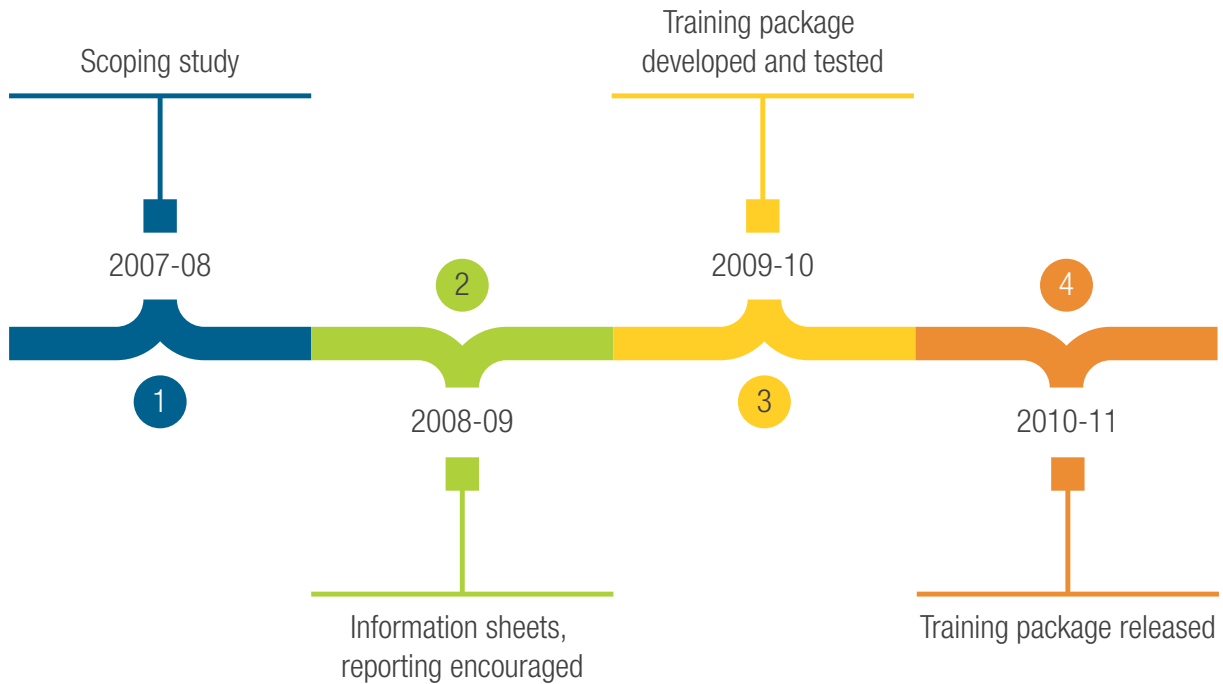 Scoping study
2007-08
1
2
2008-09
Information sheets,
reporting encouraged
Training package
developed and tested
2009-10
3
4
2010-11
Training package released